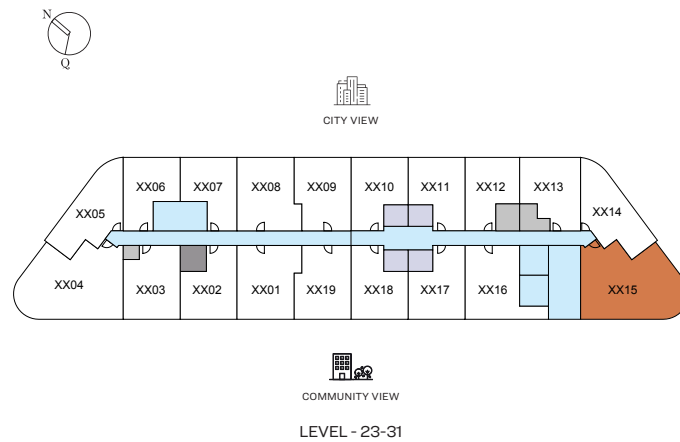 N
Q
CITY VIEW
XX06 XX07 XX08 XX09 XX10 XX11 XX12 XX13
XX05 XX14
XX04 XX03 XX02 XX01 XX19 XX18 XX17 XX16 XX15
COMMUNITY VIEW
LEVEL - 23-31